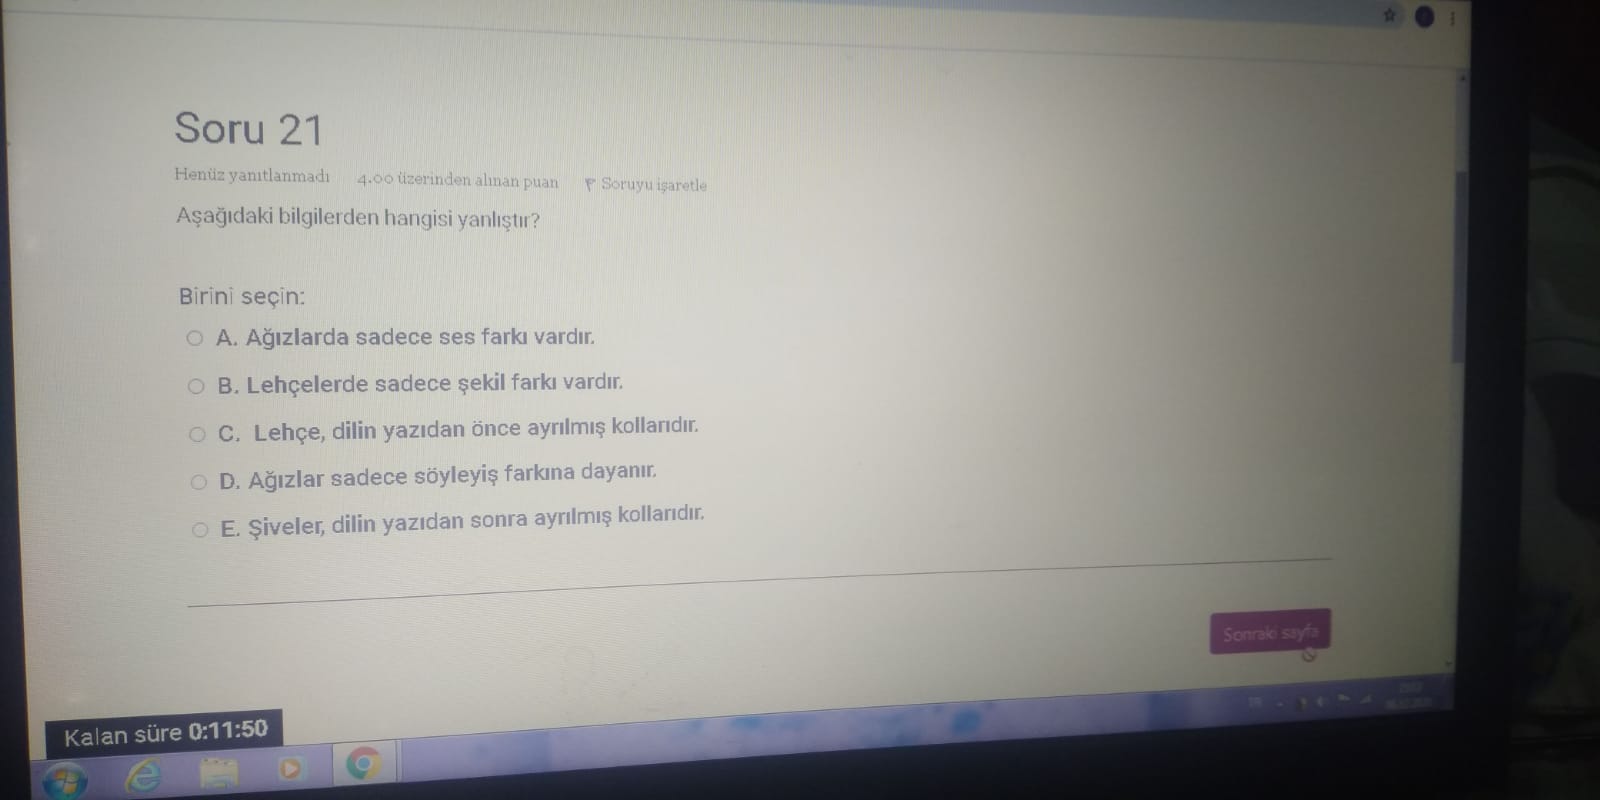 Soru 21
Henüz yanıtlanmadı 4.00 üzerinden alınan puan Soruyu işaretle
Aşağıdaki bilgilerden hangisi yanlıştır?
Birini seçin:
A. Ağızlarda sadece ses farkı vardır.
B. Lehçelerde sadece şekil farkı vardır.
C. Lehçe, dilin yazıdan önce ayrılmış kollarıdır.
D. Ağızlar sadece söyleyiş farkına dayanır.
E. Şiveler, dilin yazıdan sonra ayrılmış kollarıdır.
Sonraki sayfa
Kalan süre 0:11:50